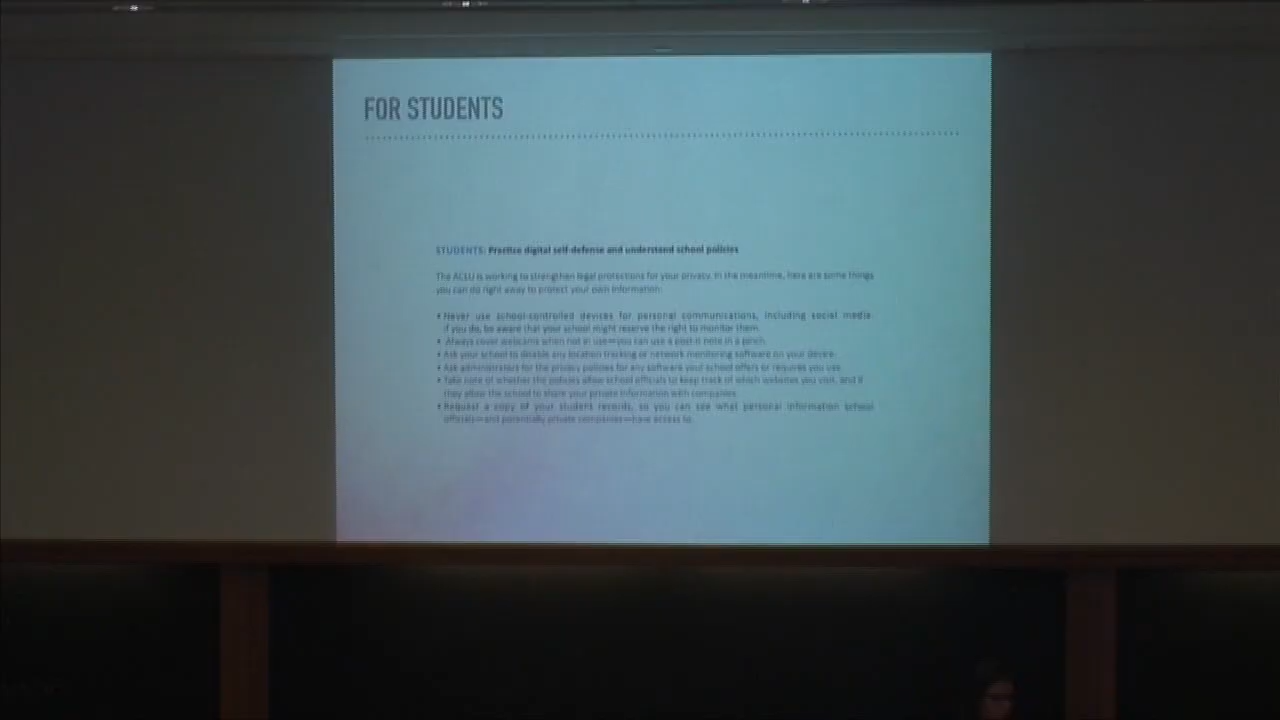 FOR STUDENTS
STUDENTS: Practice digital self-defense and understand school policies
The ACLU is working to strengthen legal protections for your privacy. In the meantime, here are some things
you can do right away to protect your own information:
• Never use school-controlled devices for personal communications, including social media.
if you do, be aware that your school might reserve the right to monitor them.
• Always cover webcams when not in use—you can use a post-it note in a pinch.
• Ask your school to disable any location tracking or network monitoring software on your device.
• Ask administrators for the privacy policies for any software your school offers or requires you use.
• Take note of whether the policies allow school officials to keep track of which websites you visit, and if
they allow the school to share your private information with companies.
• Request a copy of your student records, so you can see what personal information school
officials—and potentially private companies—have access to.